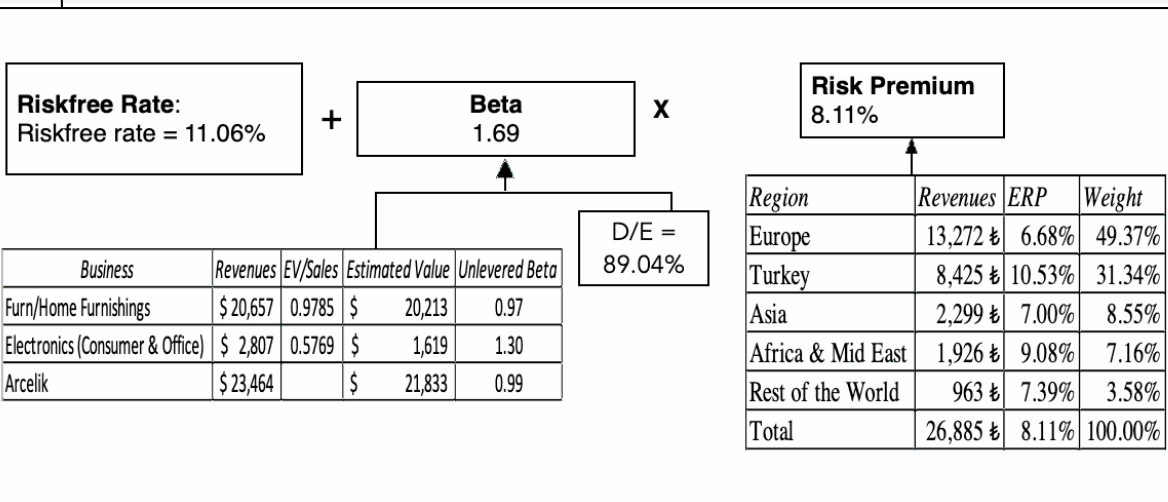 Riskfree Rate:
Riskfree rate = 11.06%
+
Beta
1.69
X
Risk Premium
8.11%
D/E =
89.04%
Business Revenues EV/Sales Estimated Value Unlevered Beta
Furn/Home Furnishings $ 20,657 0.9785 $ 20,213 0.97
Electronics (Consumer & Office) $ 2,807 0.5769 $ 1,619 1.30
Arcelik $ 23,464 $ 21,833 0.99
Region Revenues ERP Weight
Europe 13,272 ₺ 6.68% 49.37%
Turkey 8,425 ₺ 10.53% 31.34%
Asia 2,299 ₺ 7.00% 8.55%
Africa & Mid East 1,926 ₺ 9.08% 7.16%
Rest of the World 963 ₺ 7.39% 3.58%
Total 26,885 ₺ 8.11% 100.00%